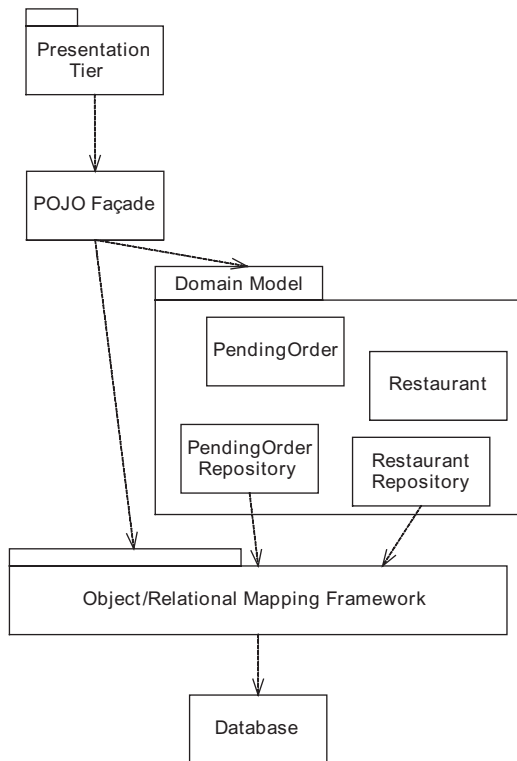 Presentation
Tier
POJO Façade
Domain Model
PendingOrder
Restaurant
PendingOrder
Repository
Restaurant
Repository
Object/Relational Mapping Framework
Database